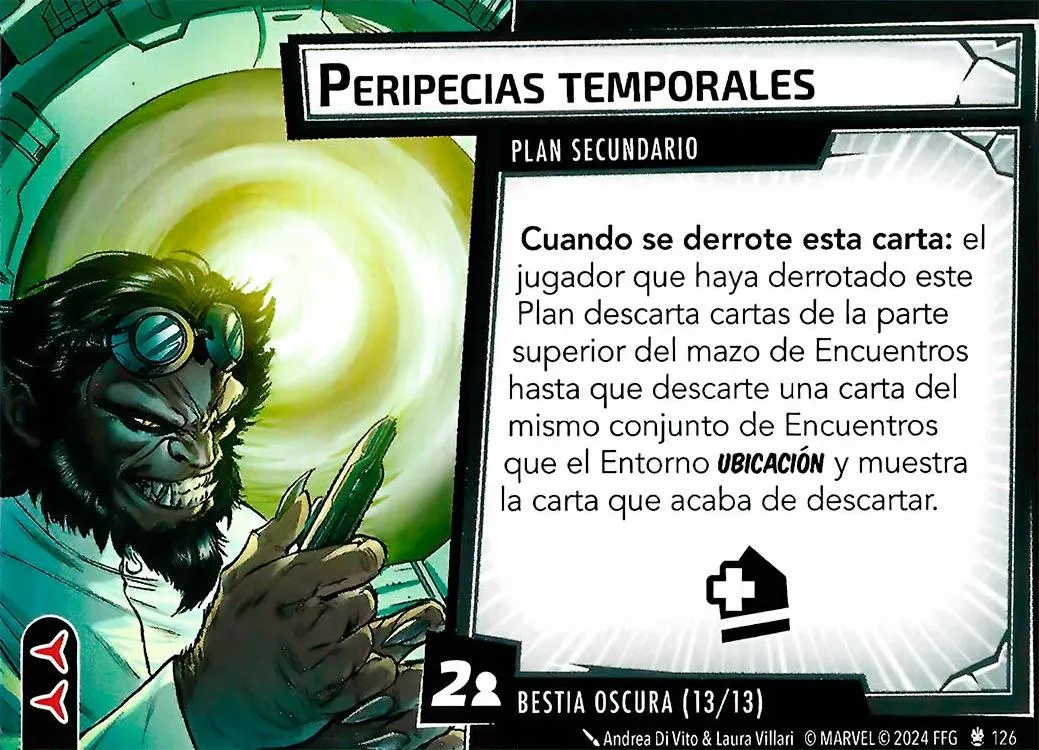 PERIPECIAS TEMPORALES
PLAN SECUNDARIO
Cuando se derrote esta carta: el
jugador que haya derrotado este
Plan descarta cartas de la parte
superior del mazo de Encuentros
hasta que descarte una carta del
mismo conjunto de Encuentros
que el Entorno UBICACIÓN y muestra
la carta que acaba de descartar.
2
BESTIA OSCURA (13/13)
Andrea Di Vito & Laura Villari © MARVEL © 2024 FFG 126